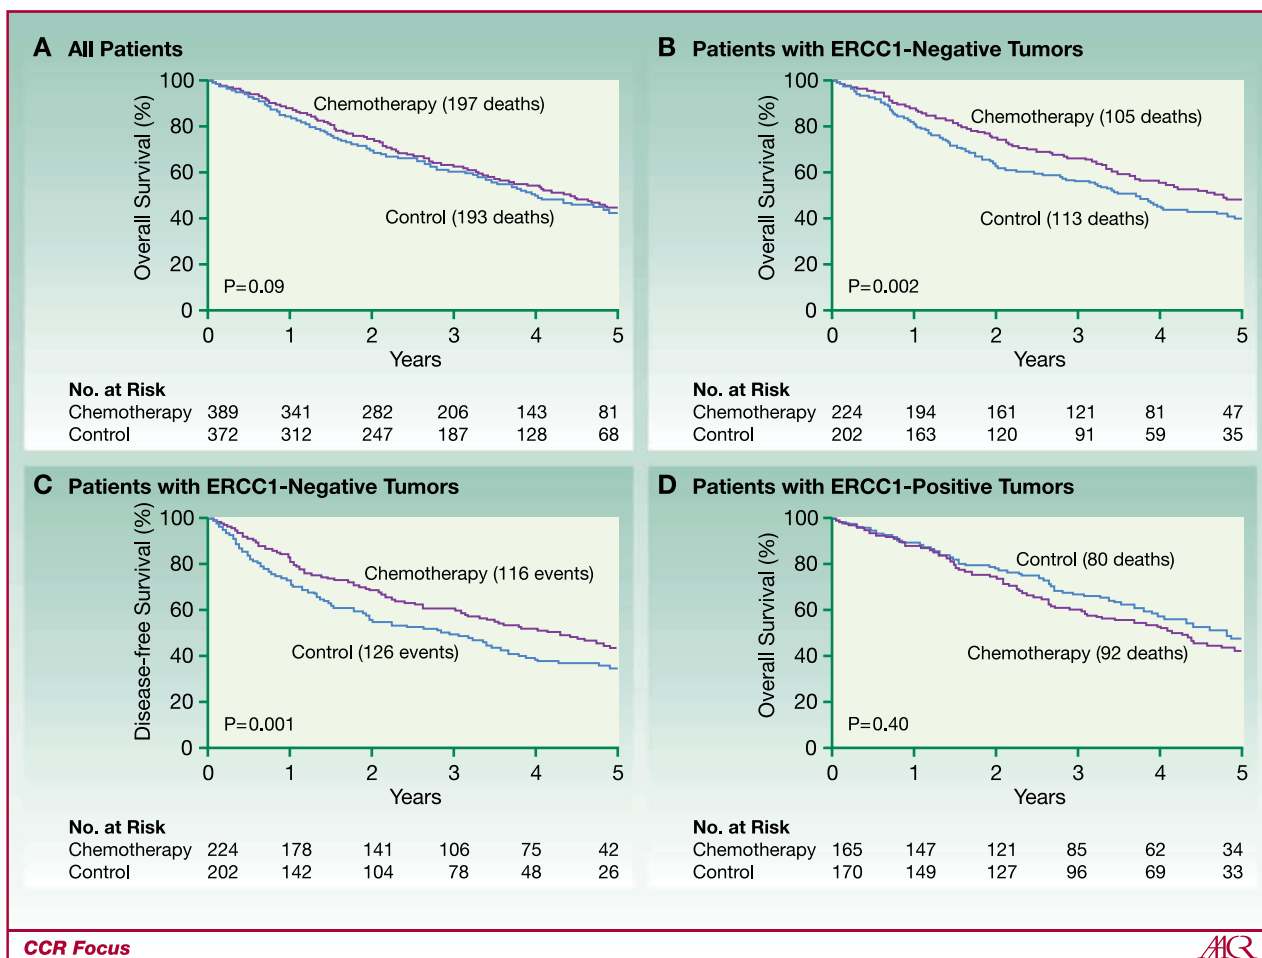 A All Patients
Overall Survival (%)
100
80
60
40
20
0
Chemotherapy (197 deaths)
Control (193 deaths)
P=0.09
0 1 2 3 4 5
Years
No. at Risk
Chemotherapy 389 341 282 206 143 81
Control 372 312 247 187 128 68
B Patients with ERCC1-Negative Tumors
Overall Survival (%)
100
80
60
40
20
0
Chemotherapy (105 deaths)
Control (113 deaths)
P=0.002
0 1 2 3 4 5
Years
No. at Risk
Chemotherapy 224 194 161 121 81 47
Control 202 163 120 91 59 35
C Patients with ERCC1-Negative Tumors
Disease-free Survival (%)
100
80
60
40
20
0
Chemotherapy (116 events)
Control (126 events)
P=0.001
0 1 2 3 4 5
Years
No. at Risk
Chemotherapy 224 178 141 106 75 42
Control 202 142 104 78 48 26
D Patients with ERCC1-Positive Tumors
Overall Survival (%)
100
80
60
40
20
0
Control (80 deaths)
Chemotherapy (92 deaths)
P=0.40
0 1 2 3 4 5
Years
No. at Risk
Chemotherapy 165 147 121 85 62 34
Control 170 149 127 96 69 33
CCR Focus
AACR